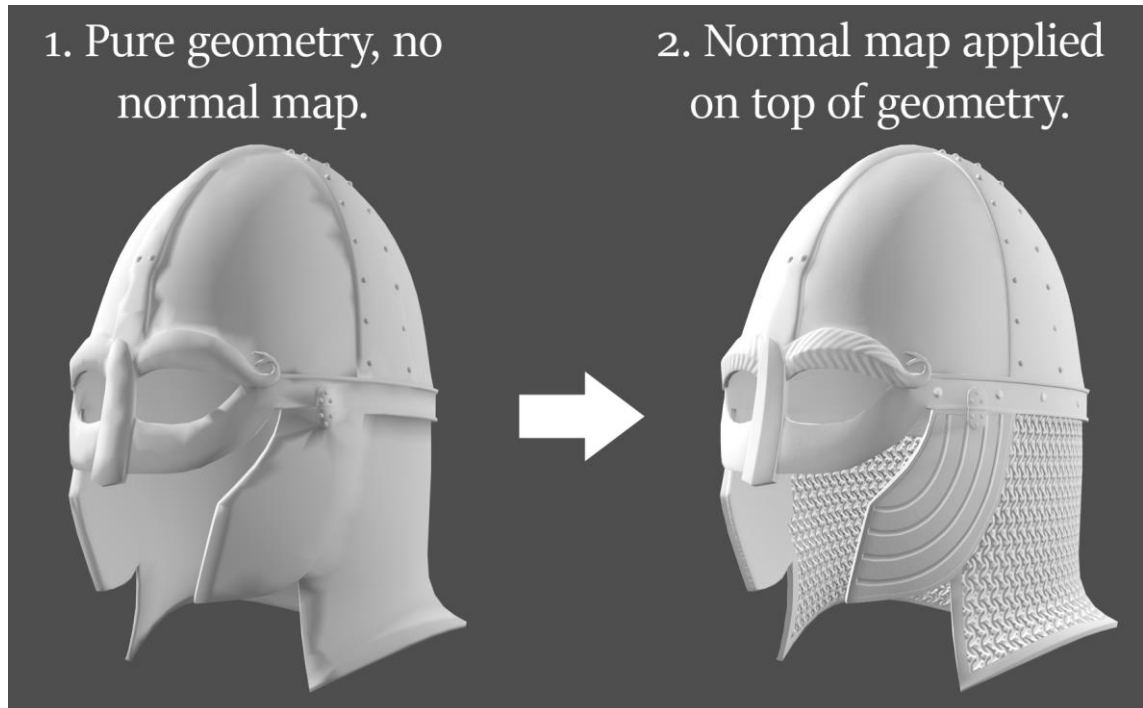 1. Pure geometry, no
normal map.
2. Normal map applied
on top of geometry.